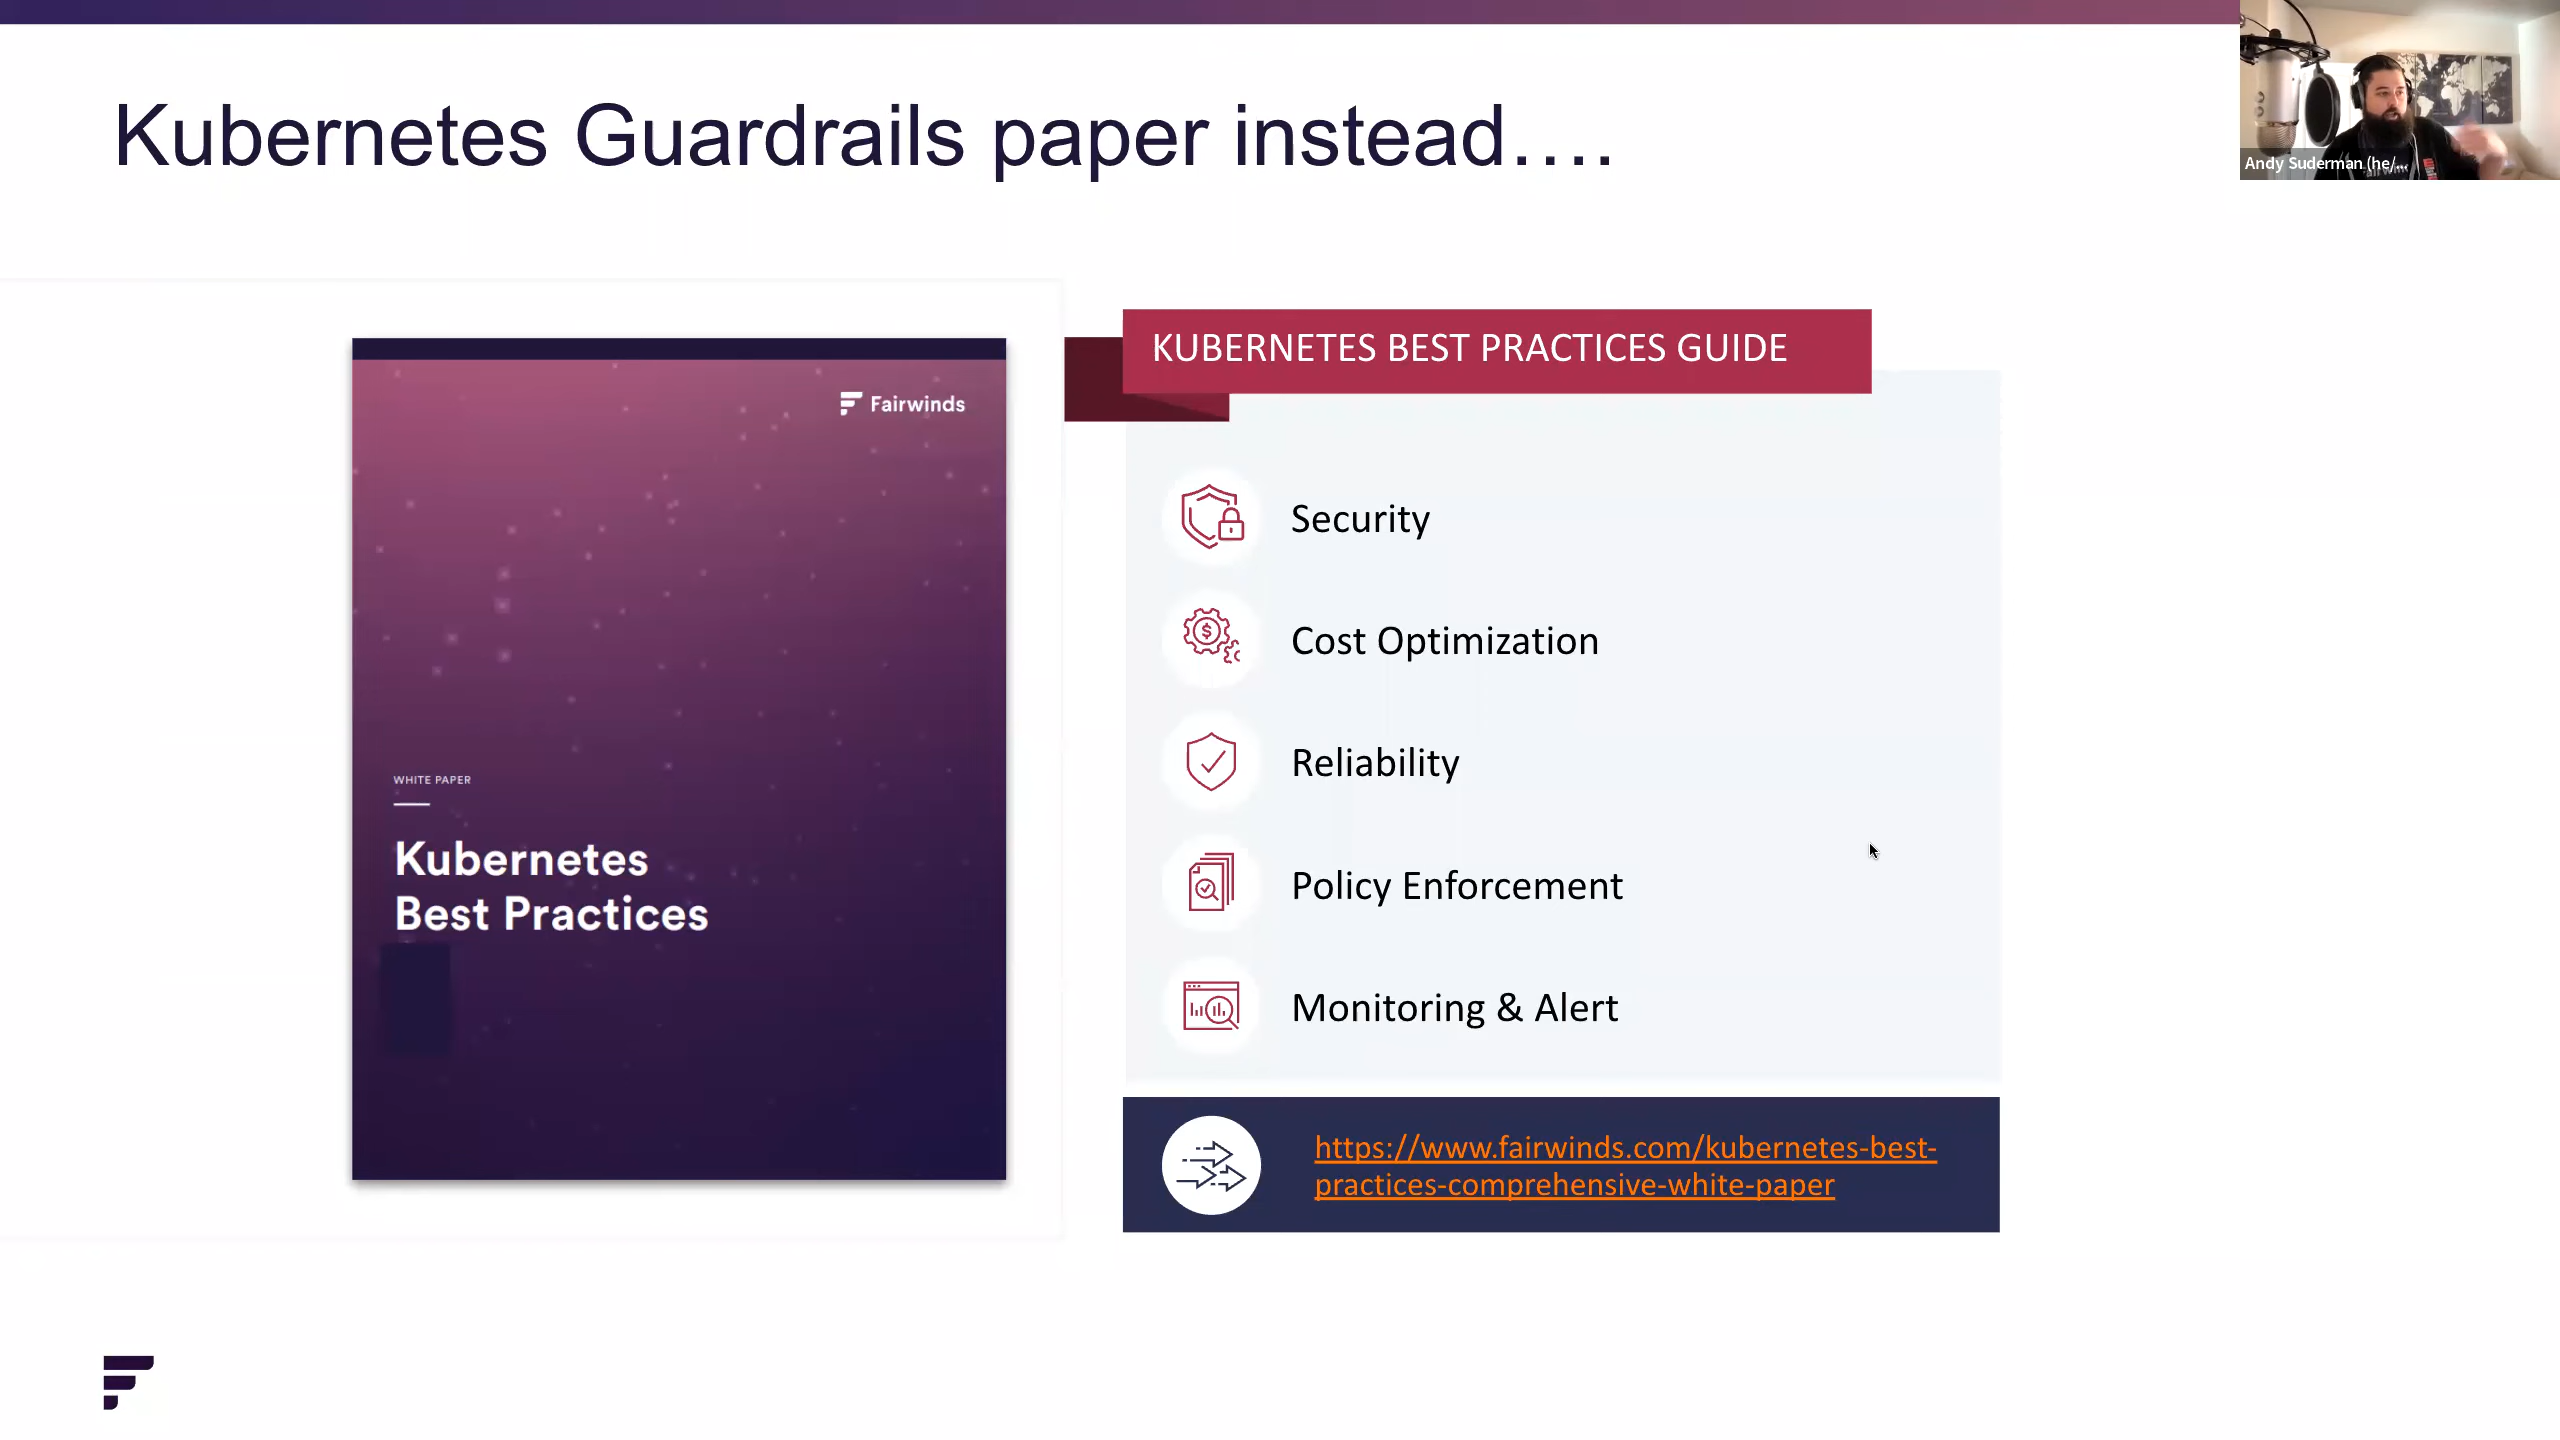 Kubernetes Guardrails paper instead….
Andy Suderman (he/...
KUBERNETES BEST PRACTICES GUIDE
Fairwinds
Security
Cost Optimization
Reliability
WHITE PAPER
Kubernetes
Best Practices
Policy Enforcement
Monitoring & Alert
https://www.fairwinds.com/kubernetes-best-
practices-comprehensive-white-paper